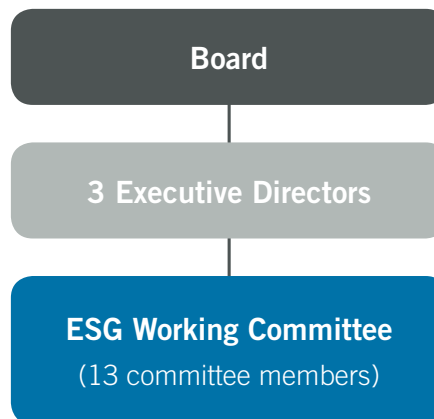 Board
3 Executive Directors
ESG Working Committee
(13 committee members)